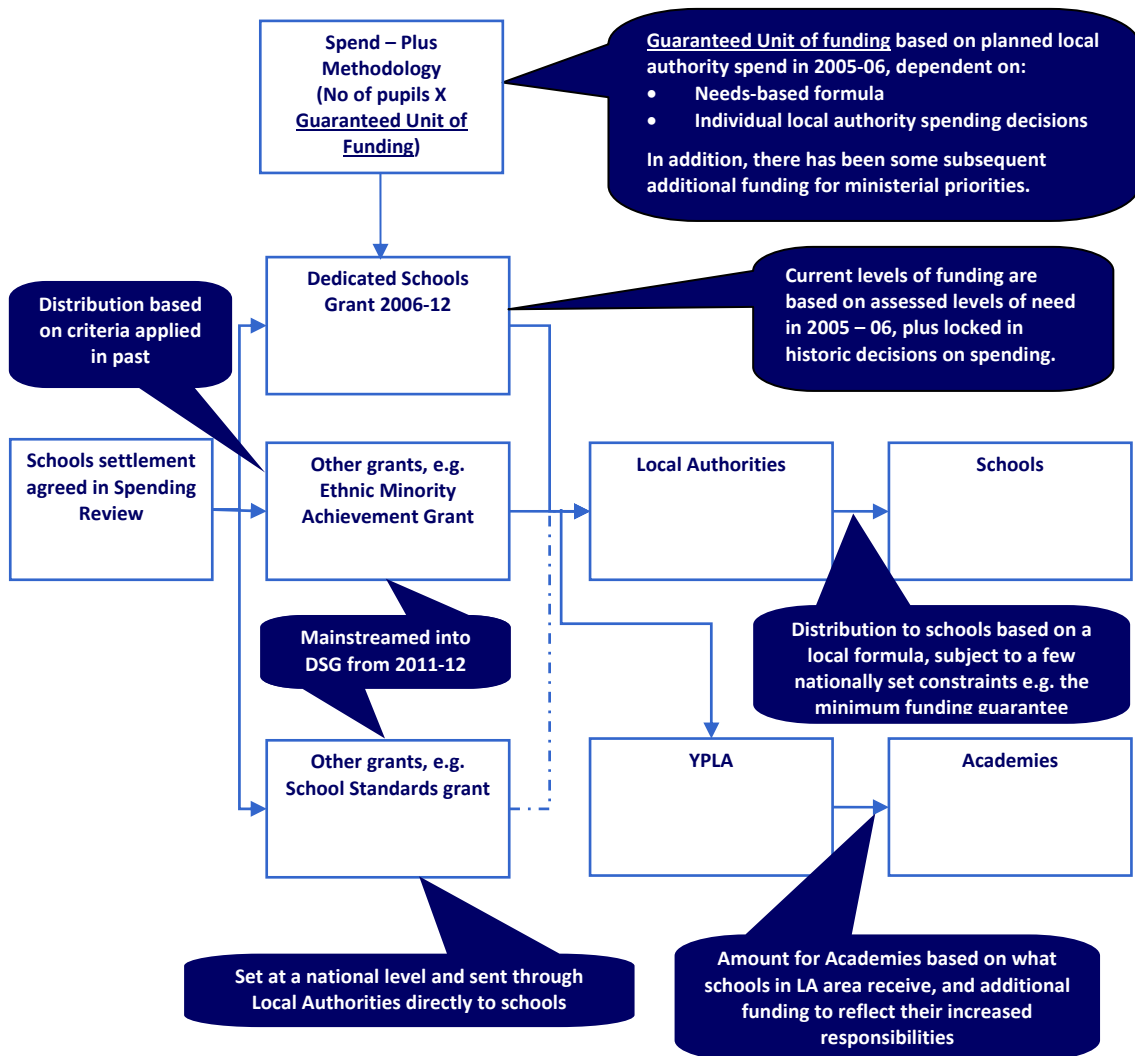 Spend – Plus
Methodology
(No of pupils X
Guaranteed Unit of
Funding)
Guaranteed Unit of funding based on planned local
authority spend in 2005-06, dependent on:
• Needs-based formula
• Individual local authority spending decisions
In addition, there has been some subsequent
additional funding for ministerial priorities.
Dedicated Schools
Grant 2006-12
Current levels of funding are
based on assessed levels of need
in 2005 – 06, plus locked in
historic decisions on spending.
Distribution based
on criteria applied
in past
Schools settlement
agreed in Spending
Review
Other grants, e.g.
Ethnic Minority
Achievement Grant
Local Authorities
Schools
Mainstreamed into
DSG from 2011-12
Distribution to schools based on a
local formula, subject to a few
nationally set constraints e.g. the
minimum funding guarantee
Other grants, e.g.
School Standards grant
YPLA
Academies
Set at a national level and sent through
Local Authorities directly to schools
Amount for Academies based on what
schools in LA area receive, and additional
funding to reflect their increased
responsibilities